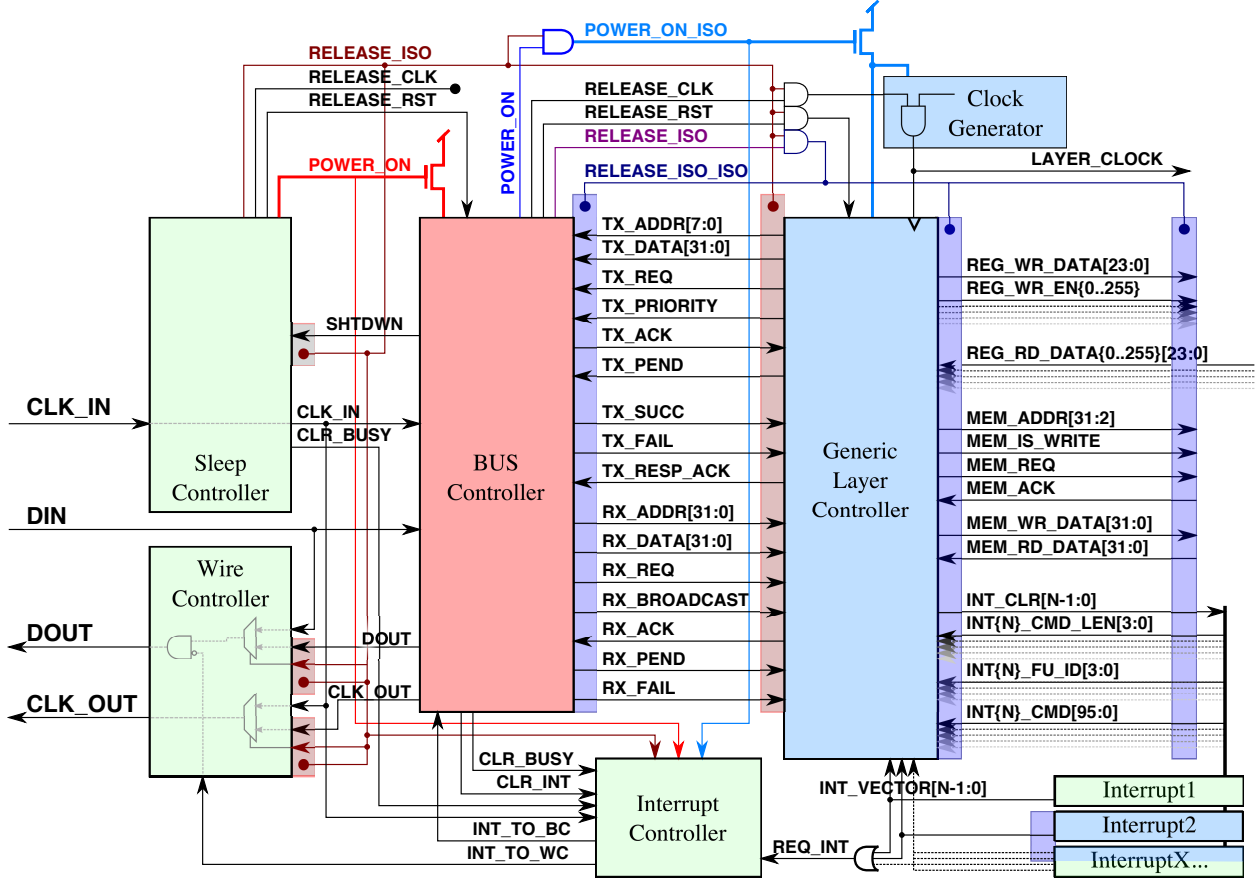 POWER_ON_ISO
RELEASE_ISO
RELEASE_CLK
RELEASE_RST
POWER_ON
POWER_ON
RELEASE_CLK
RELEASE_RST
RELEASE_ISO
RELEASE_ISO_ISO
Clock
Generator
LAYER_CLOCK
TX_ADDR[7:0]
TX_DATA[31:0]
TX_REQ
TX_PRIORITY
TX_ACK
TX_PEND
TX_SUCC
TX_FAIL
TX_RESP_ACK
RX_ADDR[31:0]
RX_DATA[31:0]
RX_REQ
RX_BROADCAST
RX_ACK
RX_PEND
RX_FAIL
REG_WR_DATA[23:0]
REG_WR_EN{0..255}
REG_RD_DATA{0..255}[23:0]
MEM_ADDR[31:2]
MEM_IS_WRITE
MEM_REQ
MEM_ACK
MEM_WR_DATA[31:0]
MEM_RD_DATA[31:0]
INT_CLR[N-1:0]
INT{N}_CMD_LEN[3:0]
INT{N}_FU_ID[3:0]
INT{N}_CMD[95:0]
SHTDWN
CLK_IN
CLK_IN
CLR_BUSY
Sleep
Controller
BUS
Controller
Generic
Layer
Controller
DIN
Wire
Controller
DOUT
DOUT
CLK_OUT
CLK_OUT
CLR_BUSY
CLR_INT
INT_TO_BC
INT_TO_WC
Interrupt
Controller
INT_VECTOR[N-1:0]
REQ_INT
Interrupt1
Interrupt2
InterruptX...